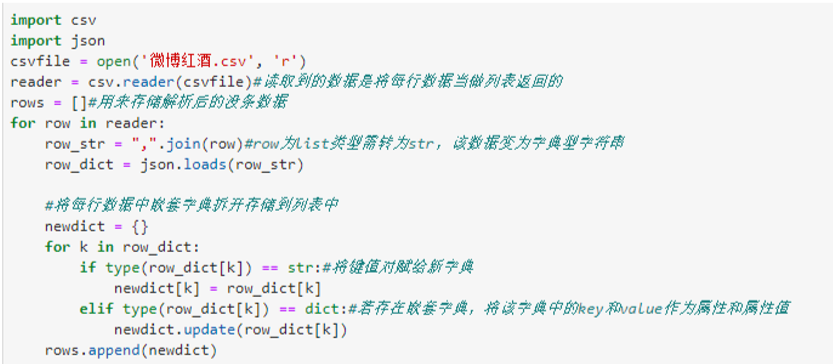 import csv
import json
csvfile = open('微博红酒.csv', 'r')
reader = csv.reader(csvfile)#读取到的数据是将每行数据当做列表返回的
rows = []#用来存储解析后的没条数据
for row in reader:
    row_str = ",".join(row)#row为list类型需转为str，该数据变为字典型字符串
    row_dict = json.loads(row_str)
    #将每行数据中嵌套字典拆开存储到列表中
    newdict = {}
    for k in row_dict:
        if type(row_dict[k]) == str:#将键值对赋给新字典
            newdict[k] = row_dict[k]
        elif type(row_dict[k]) == dict:#若存在嵌套字典，将该字典中的key和value作为属性和属性值
            newdict.update(row_dict[k])
    rows.append(newdict)